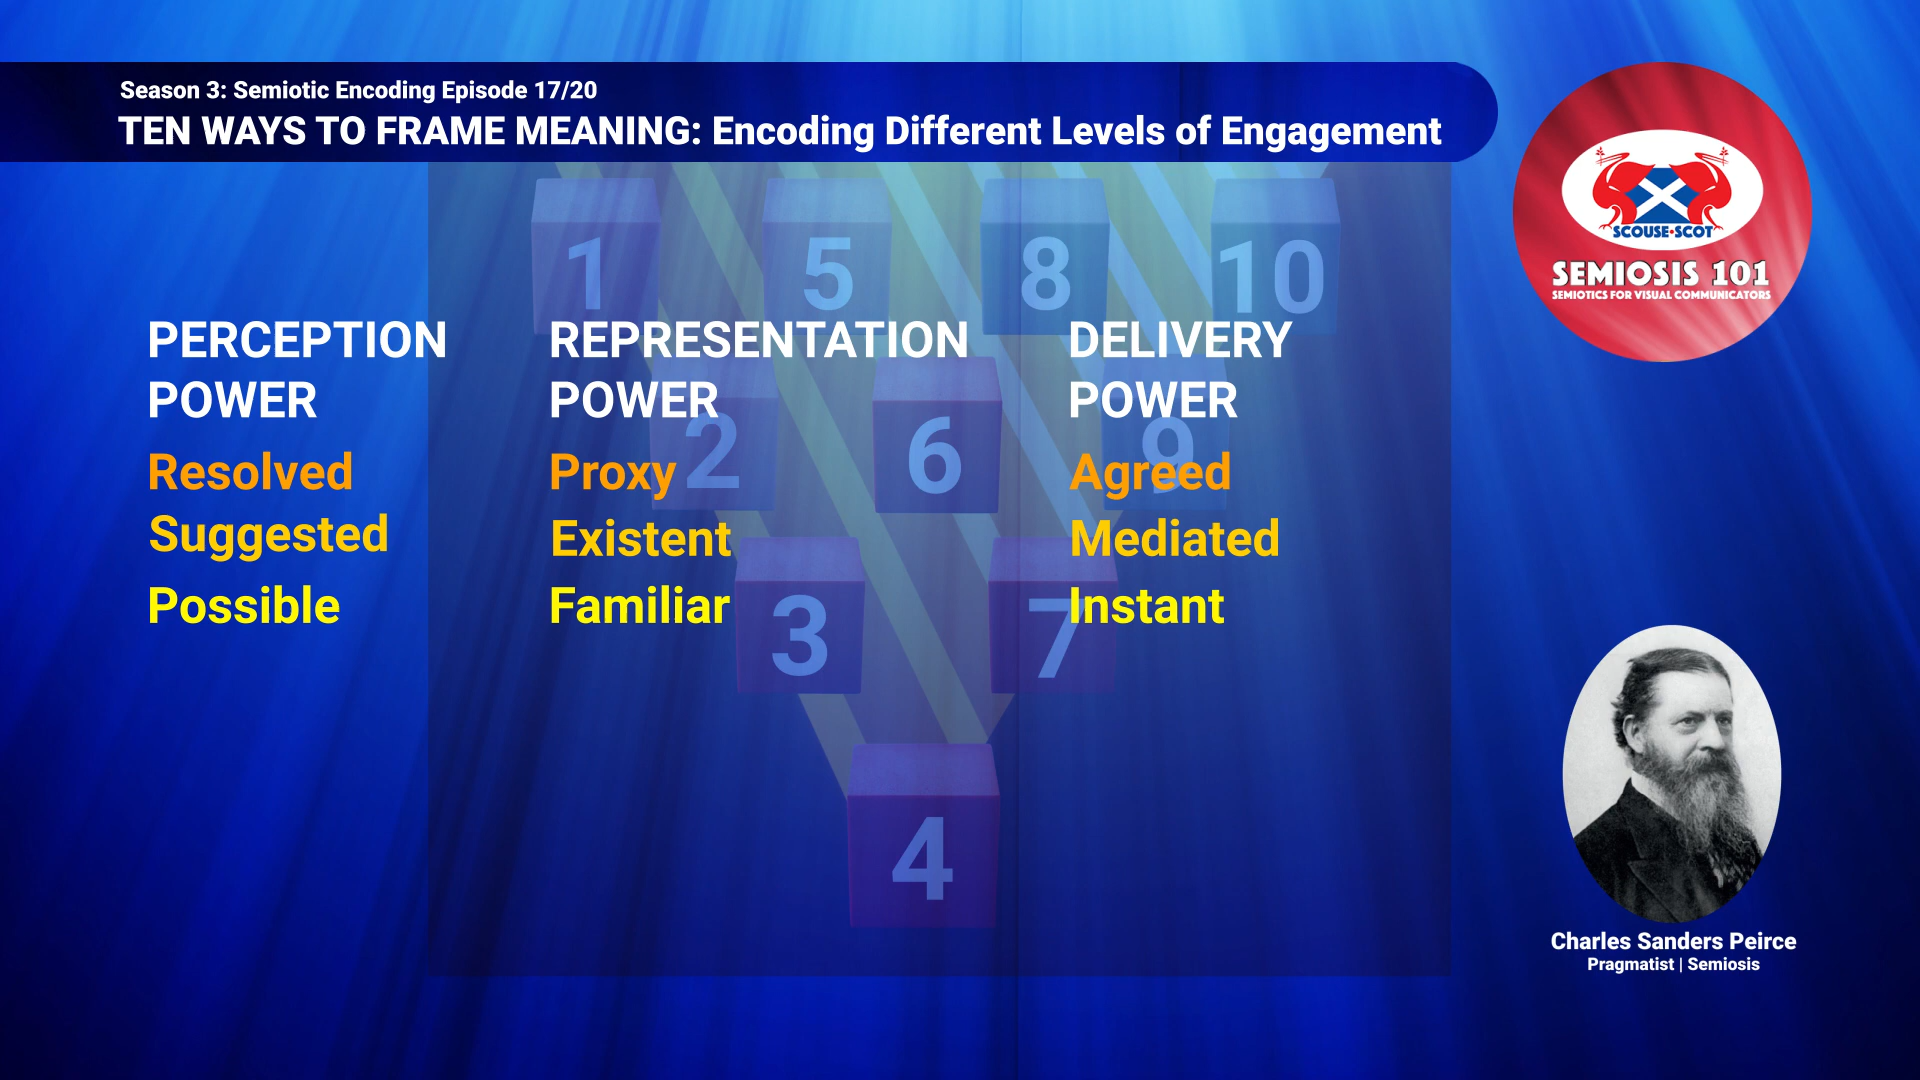 Season 3: Semiotic Encoding Episode 17/20
TEN WAYS TO FRAME MEANING: Encoding Different Levels of Engagement
SCOUSE•SCOT
SEMIOSIS 101
SEMIOTICS FOR VISUAL COMMUNICATORS
1 5 8 10
PERCEPTION POWER
Resolved
Suggested
Possible
REPRESENTATION POWER
Proxy
Existent
Familiar
DELIVERY POWER
Agreed
Mediated
Instant
2 6 9
3 7
4
Charles Sanders Peirce
Pragmatist | Semiosis